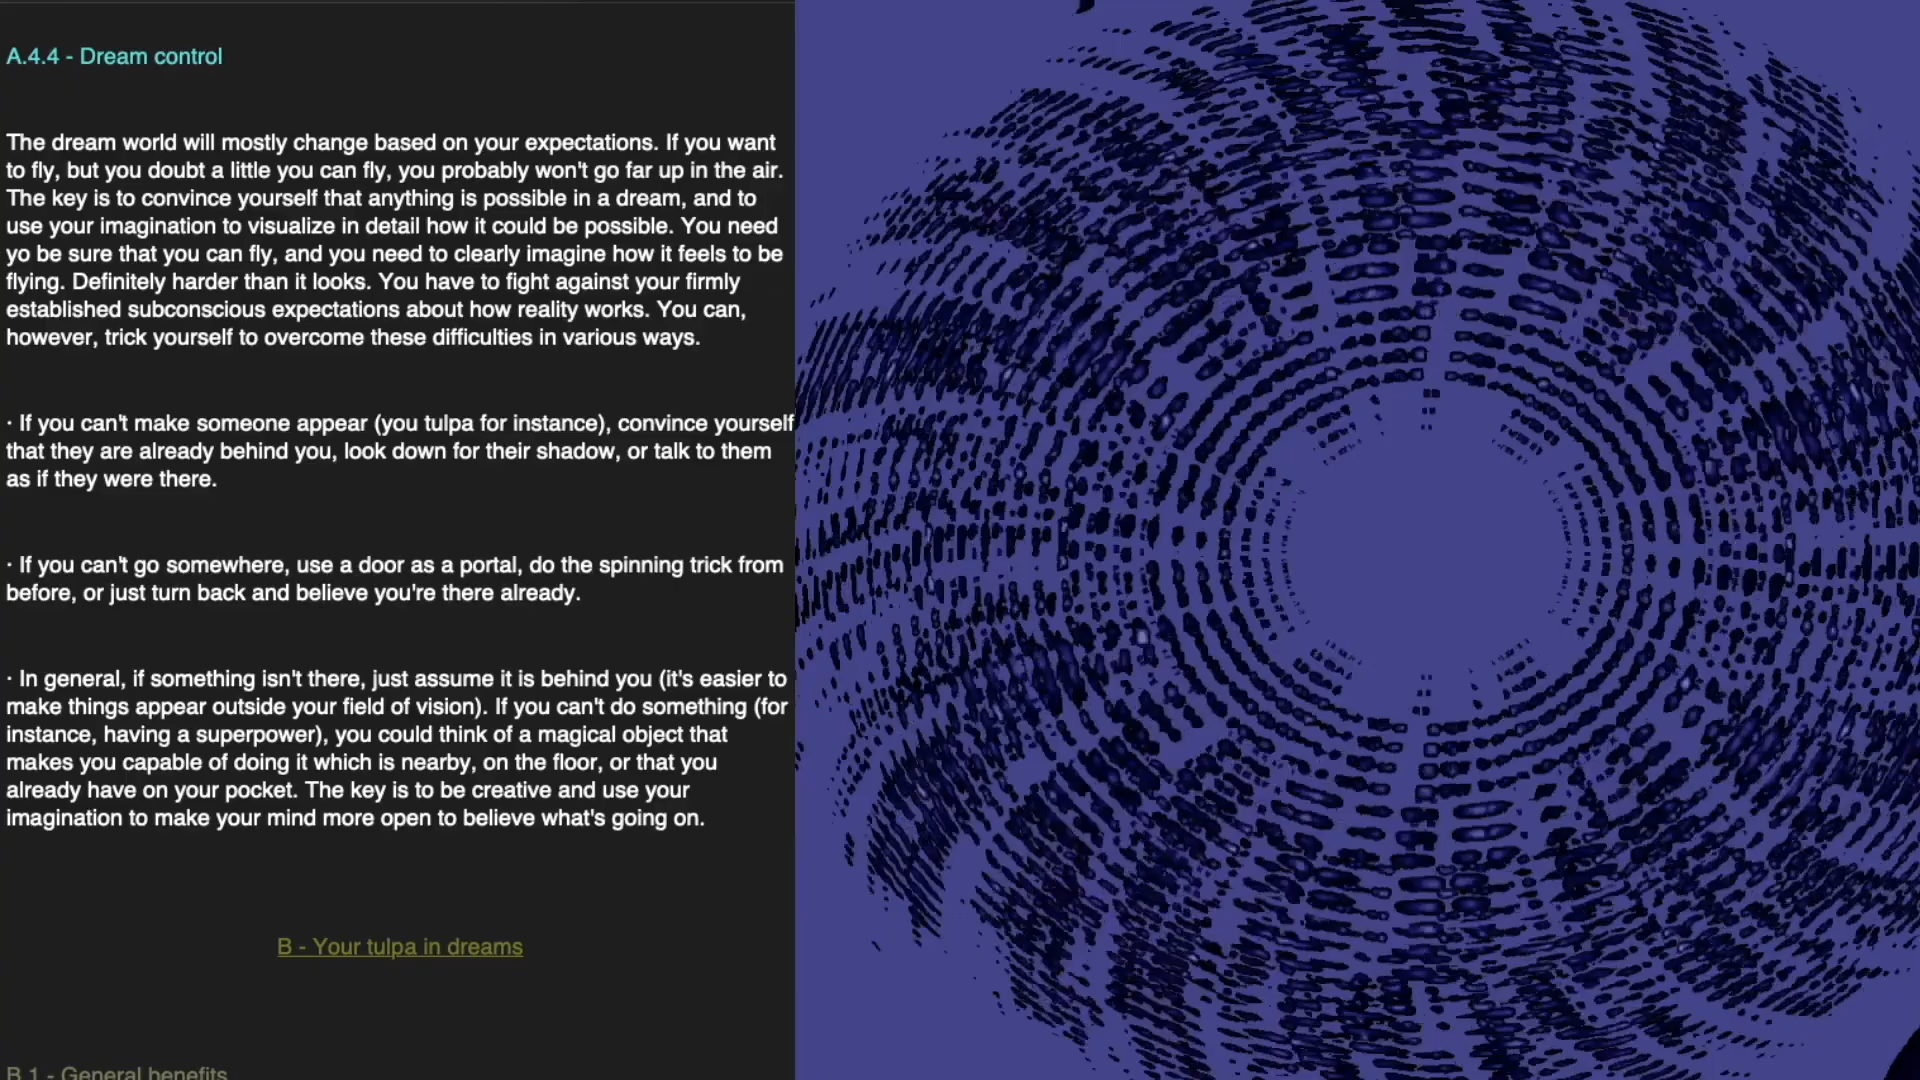 A.4.4 - Dream control
The dream world will mostly change based on your expectations. If you want
to fly, but you doubt a little you can fly, you probably won't go far up in the air.
The key is to convince yourself that anything is possible in a dream, and to
use your imagination to visualize in detail how it could be possible. You need
yo be sure that you can fly, and you need to clearly imagine how it feels to be
flying. Definitely harder than it looks. You have to fight against your firmly
established subconscious expectations about how reality works. You can,
however, trick yourself to overcome these difficulties in various ways.
· If you can't make someone appear (you tulpa for instance), convince yourself
that they are already behind you, look down for their shadow, or talk to them
as if they were there.
· If you can't go somewhere, use a door as a portal, do the spinning trick from
before, or just turn back and believe you're there already.
· In general, if something isn't there, just assume it is behind you (it's easier to
make things appear outside your field of vision). If you can't do something (for
instance, having a superpower), you could think of a magical object that
makes you capable of doing it which is nearby, on the floor, or that you
already have on your pocket. The key is to be creative and use your
imagination to make your mind more open to believe what's going on.
B - Your tulpa in dreams
B.1 - General benefits